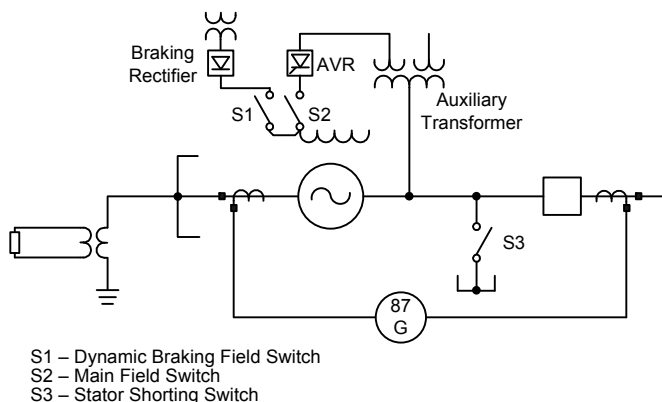 Braking
Rectifier
AVR
S1
S2
Auxiliary
Transformer
S3
87
G
S1 – Dynamic Braking Field Switch
S2 – Main Field Switch
S3 – Stator Shorting Switch